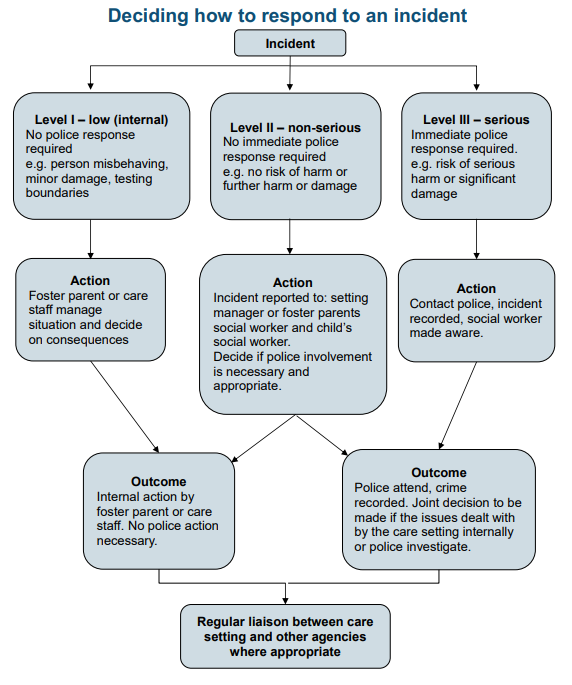 Deciding how to respond to an incident
Incident
Level I – low (internal)
No police response
required
e.g. person misbehaving,
minor damage, testing
boundaries
Level II – non-serious
No immediate police
response required
e.g. no risk of harm or
further harm or damage
Level III – serious
Immediate police
response required.
e.g. risk of serious
harm or significant
damage
Action
Foster parent or care
staff manage
situation and decide
on consequences
Action
Incident reported to: setting
manager or foster parents
social worker and child’s
social worker.
Decide if police involvement
is necessary and
appropriate.
Action
Contact police, incident
recorded, social worker
made aware.
Outcome
Internal action by
foster parent or care
staff. No police action
necessary.
Outcome
Police attend, crime
recorded. Joint decision to be
made if the issues dealt with
by the care setting internally
or police investigate.
Regular liaison between care
setting and other agencies
where appropriate